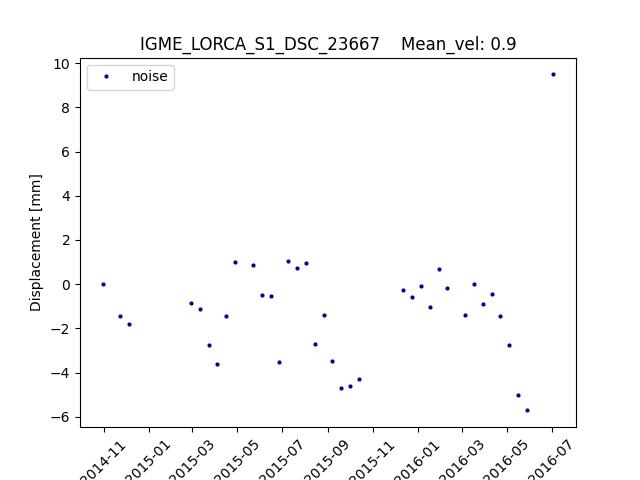 IGME_LORCA_S1_DSC_23667    Mean_vel: 0.9
noise
Displacement [mm]
10
8
6
4
2
0
−2
−4
−6
2014-11 2015-01 2015-03 2015-05 2015-07 2015-09 2015-11 2016-01 2016-03 2016-05 2016-07